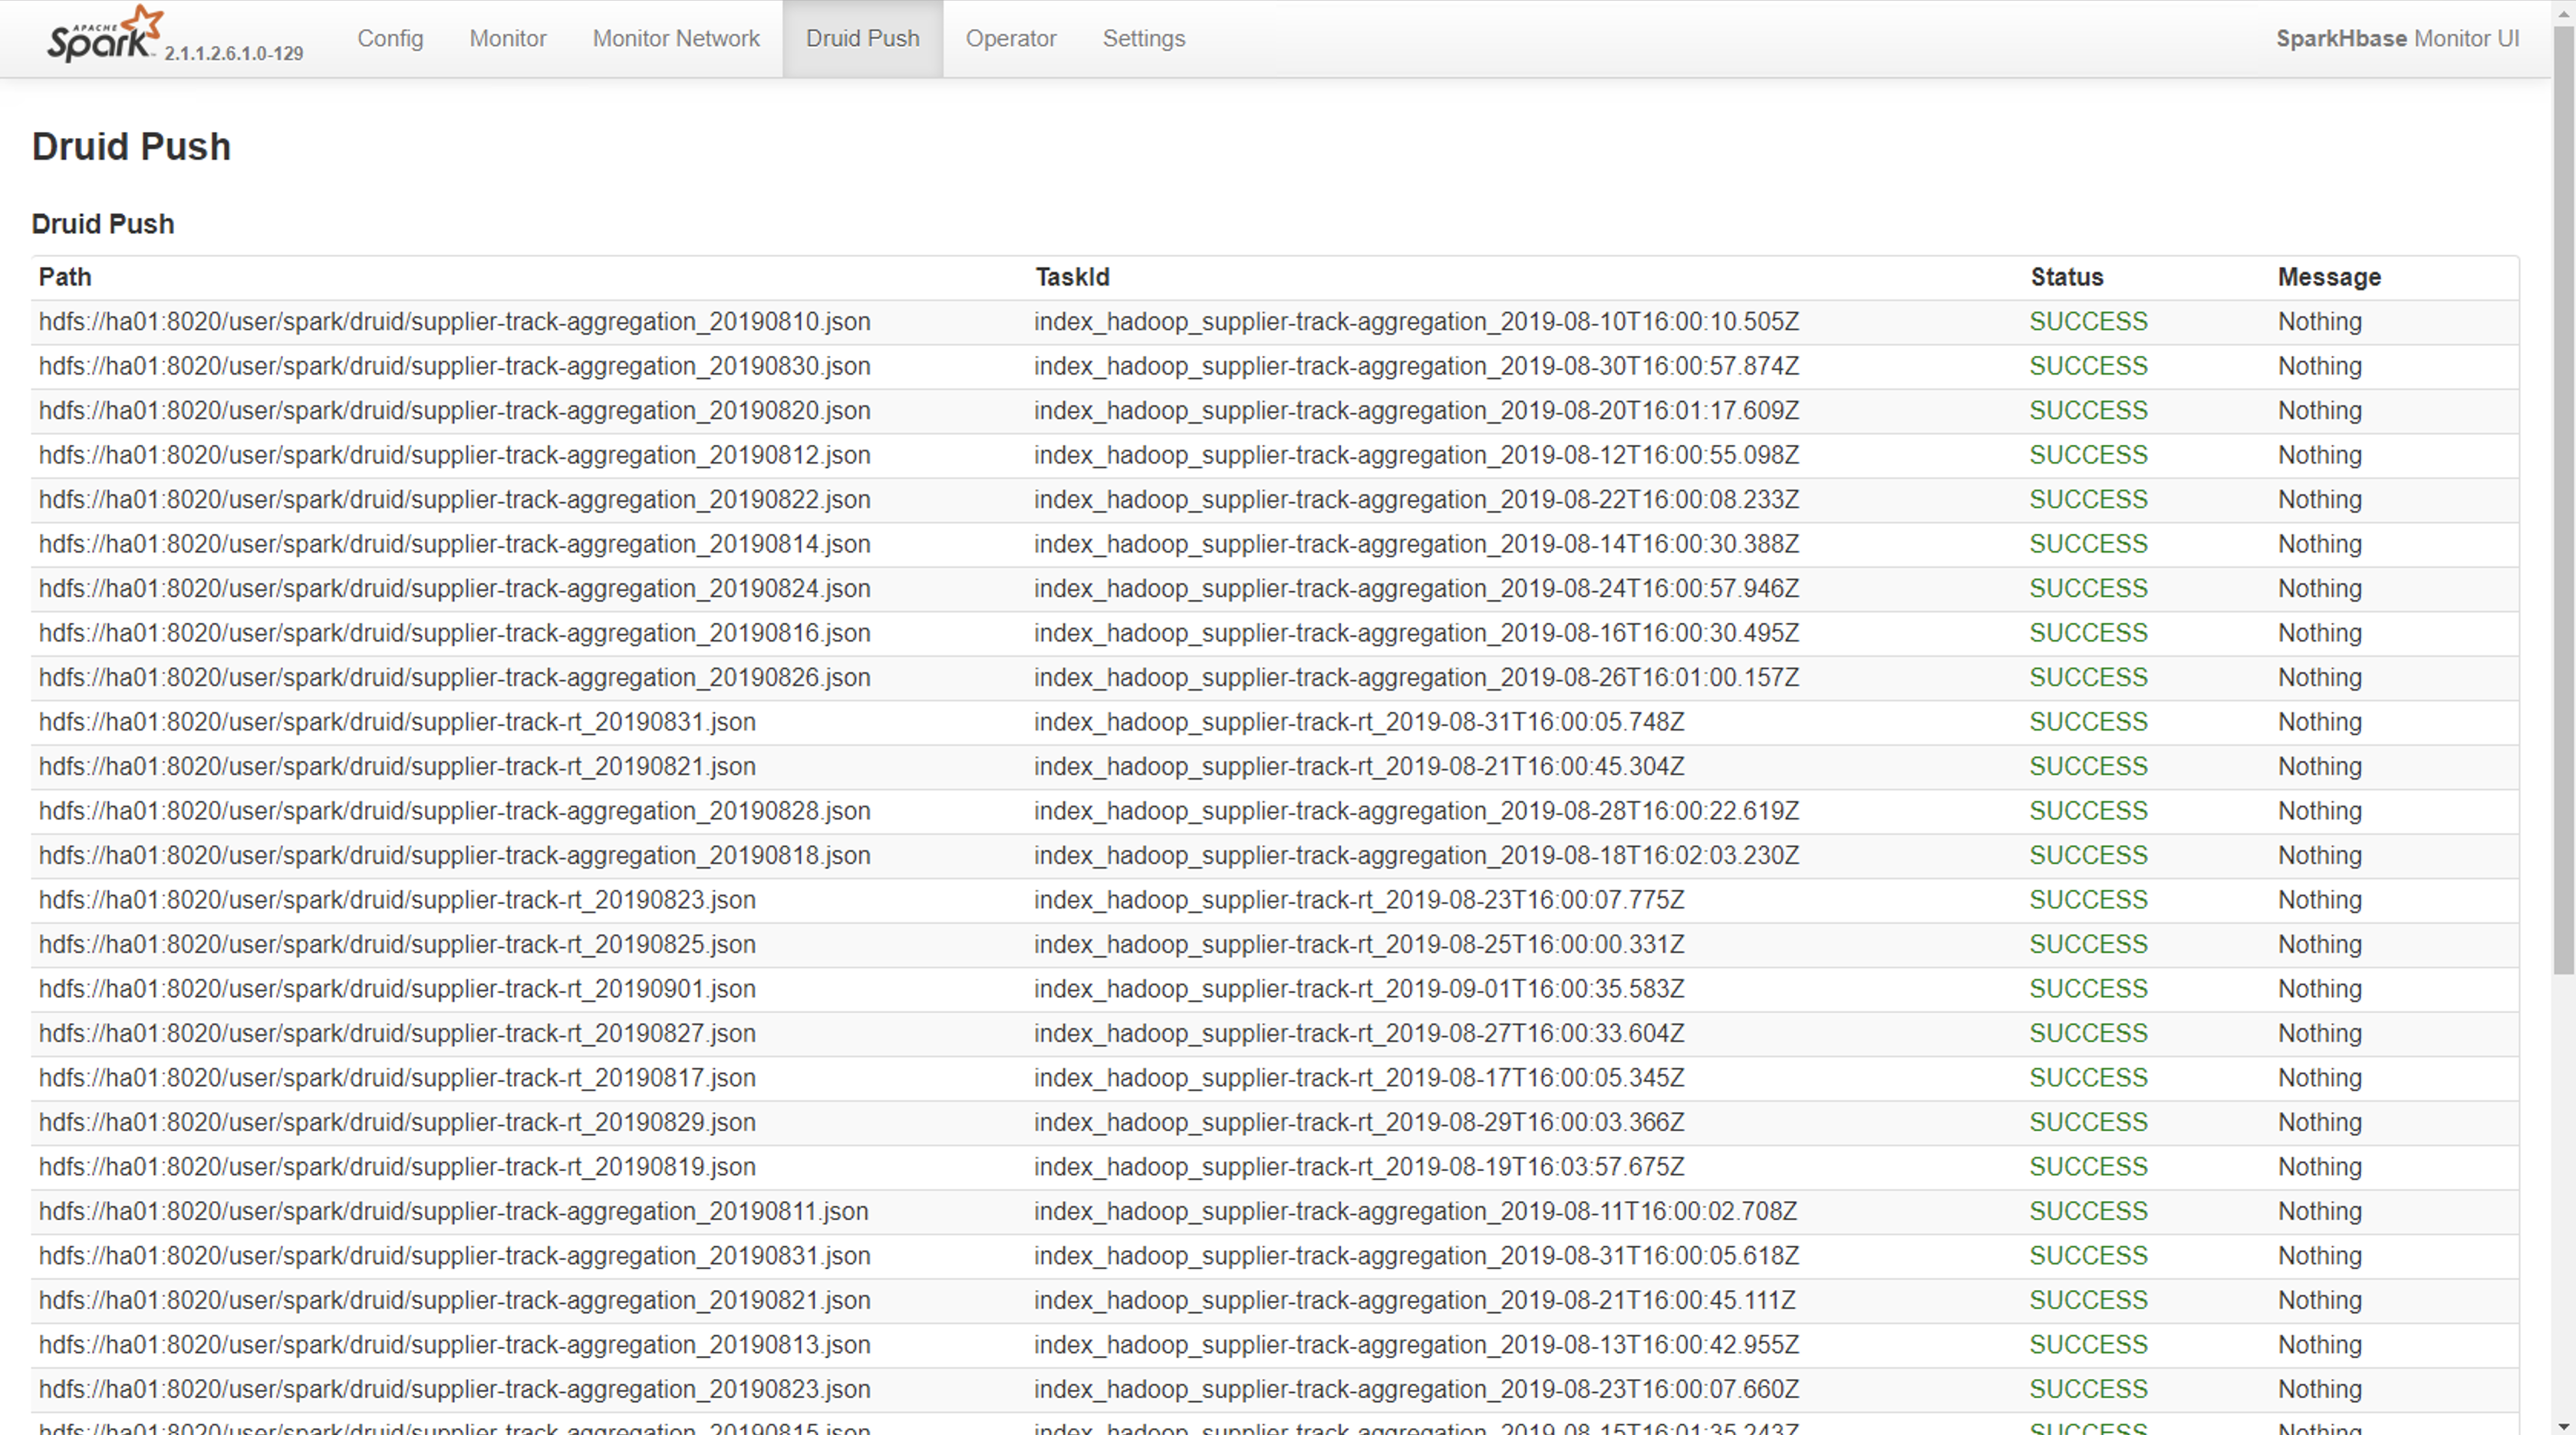 APACHE
Spark 2.1.1.2.6.1.0-129 Config Monitor Monitor Network Druid Push Operator Settings SparkHbase Monitor UI
Druid Push
Druid Push
Path TaskId Status Message
hdfs://ha01:8020/user/spark/druid/supplier-track-aggregation_20190810.json index_hadoop_supplier-track-aggregation_2019-08-10T16:00:10.505Z SUCCESS Nothing
hdfs://ha01:8020/user/spark/druid/supplier-track-aggregation_20190830.json index_hadoop_supplier-track-aggregation_2019-08-30T16:00:57.874Z SUCCESS Nothing
hdfs://ha01:8020/user/spark/druid/supplier-track-aggregation_20190820.json index_hadoop_supplier-track-aggregation_2019-08-20T16:01:17.609Z SUCCESS Nothing
hdfs://ha01:8020/user/spark/druid/supplier-track-aggregation_20190812.json index_hadoop_supplier-track-aggregation_2019-08-12T16:00:55.098Z SUCCESS Nothing
hdfs://ha01:8020/user/spark/druid/supplier-track-aggregation_20190822.json index_hadoop_supplier-track-aggregation_2019-08-22T16:00:08.233Z SUCCESS Nothing
hdfs://ha01:8020/user/spark/druid/supplier-track-aggregation_20190814.json index_hadoop_supplier-track-aggregation_2019-08-14T16:00:30.388Z SUCCESS Nothing
hdfs://ha01:8020/user/spark/druid/supplier-track-aggregation_20190824.json index_hadoop_supplier-track-aggregation_2019-08-24T16:00:57.946Z SUCCESS Nothing
hdfs://ha01:8020/user/spark/druid/supplier-track-aggregation_20190816.json index_hadoop_supplier-track-aggregation_2019-08-16T16:00:30.495Z SUCCESS Nothing
hdfs://ha01:8020/user/spark/druid/supplier-track-aggregation_20190826.json index_hadoop_supplier-track-aggregation_2019-08-26T16:01:00.157Z SUCCESS Nothing
hdfs://ha01:8020/user/spark/druid/supplier-track-rt_20190831.json index_hadoop_supplier-track-rt_2019-08-31T16:00:05.748Z SUCCESS Nothing
hdfs://ha01:8020/user/spark/druid/supplier-track-rt_20190821.json index_hadoop_supplier-track-rt_2019-08-21T16:00:45.304Z SUCCESS Nothing
hdfs://ha01:8020/user/spark/druid/supplier-track-aggregation_20190828.json index_hadoop_supplier-track-aggregation_2019-08-28T16:00:22.619Z SUCCESS Nothing
hdfs://ha01:8020/user/spark/druid/supplier-track-aggregation_20190818.json index_hadoop_supplier-track-aggregation_2019-08-18T16:02:03.230Z SUCCESS Nothing
hdfs://ha01:8020/user/spark/druid/supplier-track-rt_20190823.json index_hadoop_supplier-track-rt_2019-08-23T16:00:07.775Z SUCCESS Nothing
hdfs://ha01:8020/user/spark/druid/supplier-track-rt_20190825.json index_hadoop_supplier-track-rt_2019-08-25T16:00:00.331Z SUCCESS Nothing
hdfs://ha01:8020/user/spark/druid/supplier-track-rt_20190901.json index_hadoop_supplier-track-rt_2019-09-01T16:00:35.583Z SUCCESS Nothing
hdfs://ha01:8020/user/spark/druid/supplier-track-rt_20190827.json index_hadoop_supplier-track-rt_2019-08-27T16:00:33.604Z SUCCESS Nothing
hdfs://ha01:8020/user/spark/druid/supplier-track-rt_20190817.json index_hadoop_supplier-track-rt_2019-08-17T16:00:05.345Z SUCCESS Nothing
hdfs://ha01:8020/user/spark/druid/supplier-track-rt_20190829.json index_hadoop_supplier-track-rt_2019-08-29T16:00:03.366Z SUCCESS Nothing
hdfs://ha01:8020/user/spark/druid/supplier-track-rt_20190819.json index_hadoop_supplier-track-rt_2019-08-19T16:03:57.675Z SUCCESS Nothing
hdfs://ha01:8020/user/spark/druid/supplier-track-aggregation_20190811.json index_hadoop_supplier-track-aggregation_2019-08-11T16:00:02.708Z SUCCESS Nothing
hdfs://ha01:8020/user/spark/druid/supplier-track-aggregation_20190831.json index_hadoop_supplier-track-aggregation_2019-08-31T16:00:05.618Z SUCCESS Nothing
hdfs://ha01:8020/user/spark/druid/supplier-track-aggregation_20190821.json index_hadoop_supplier-track-aggregation_2019-08-21T16:00:45.111Z SUCCESS Nothing
hdfs://ha01:8020/user/spark/druid/supplier-track-aggregation_20190813.json index_hadoop_supplier-track-aggregation_2019-08-13T16:00:42.955Z SUCCESS Nothing
hdfs://ha01:8020/user/spark/druid/supplier-track-aggregation_20190823.json index_hadoop_supplier-track-aggregation_2019-08-23T16:00:07.660Z SUCCESS Nothing
hdfs://ha01:8020/user/spark/druid/supplier-track-aggregation_20190815.json index_hadoop_supplier-track-aggregation_2019-08-15T16:01:35.243Z SUCCESS Nothing